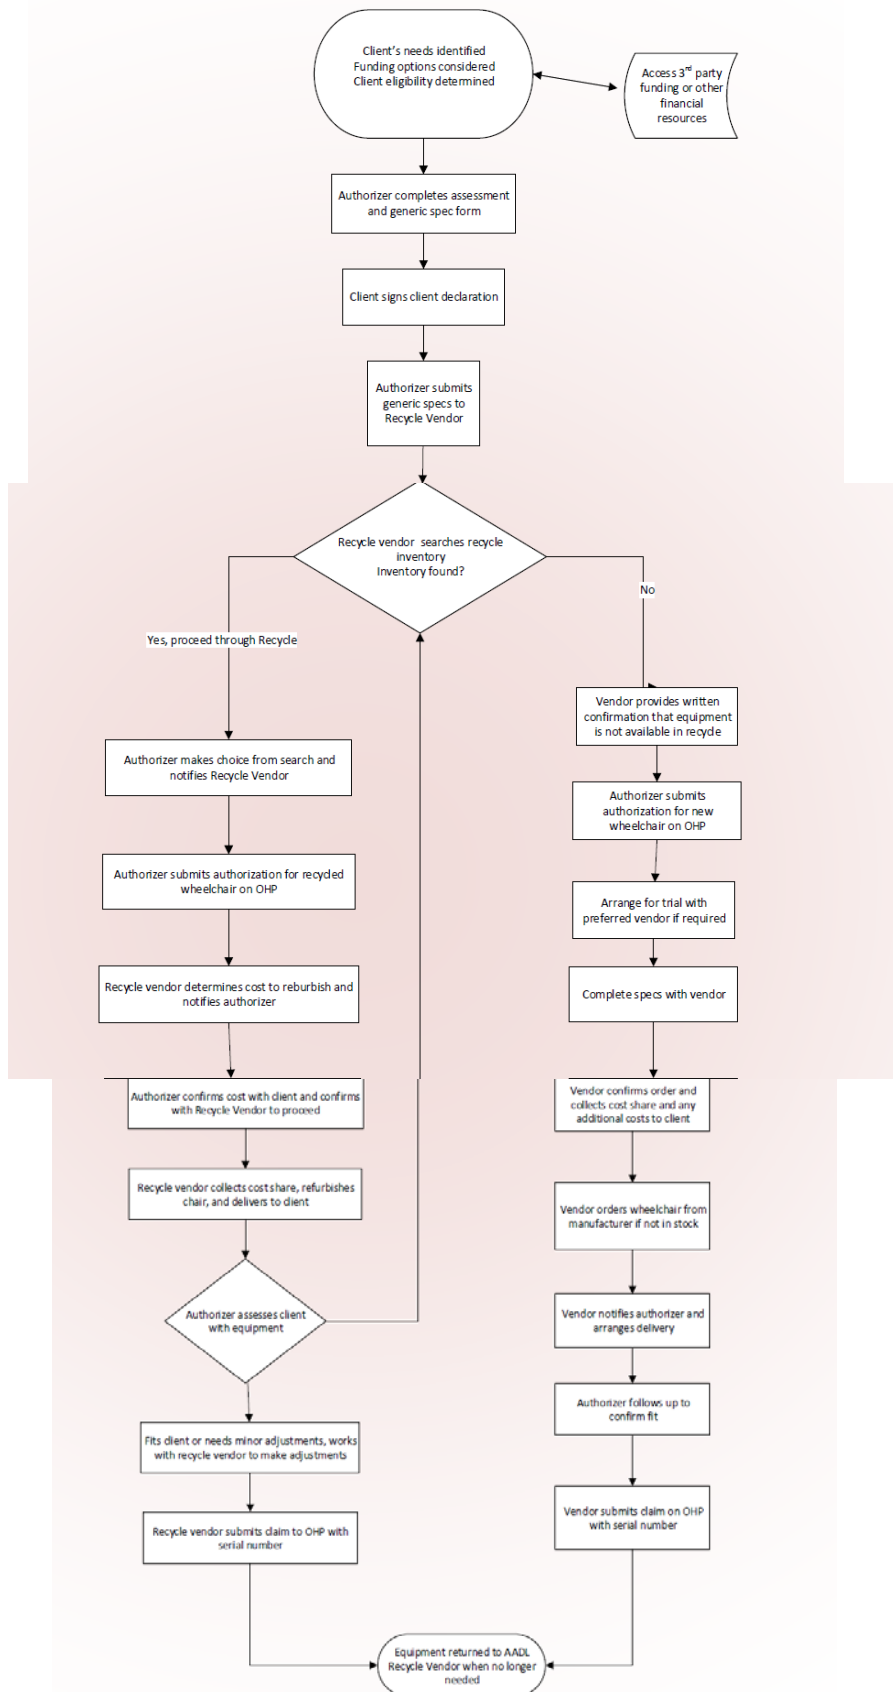 Client's needs identified
Funding options considered
Client eligibility determined
Access 3rd party
funding or other
financial
resources
Authorizer completes assessment
and generic spec form
Client signs client declaration
Authorizer submits
generic specs to
Recycle Vendor
Recycle vendor searches recycle
inventory
Inventory found?
No
Yes, proceed through Recycle
Vendor provides written
confirmation that equipment
is not available in recycle
Authorizer makes choice from search and
notifies Recycle Vendor
Authorizer submits
authorization for new
wheelchair on OHP
Authorizer submits authorization for recycled
wheelchair on OHP
Arrange for trial with
preferred vendor if required
Recycle vendor determines cost to reburbish and
notifies authorizer
Complete specs with vendor
Authorizer confirms cost with client and confirms
with Recycle Vendor to proceed
Vendor confirms order and
collects cost share and any
additional costs to client
Recycle vendor collects cost share, refurbishes
chair, and delivers to client
Vendor orders wheelchair from
manufacturer if not in stock
Authorizer assesses client
with equipment
Vendor notifies authorizer and
arranges delivery
Authorizer follows up to
confirm fit
Fits client or needs minor adjustments, works
with recycle vendor to make adjustments
Vendor submits claim on OHP
with serial number
Recycle vendor submits claim to OHP with
serial number
Equipment returned to AADL
Recycle Vendor when no longer
needed